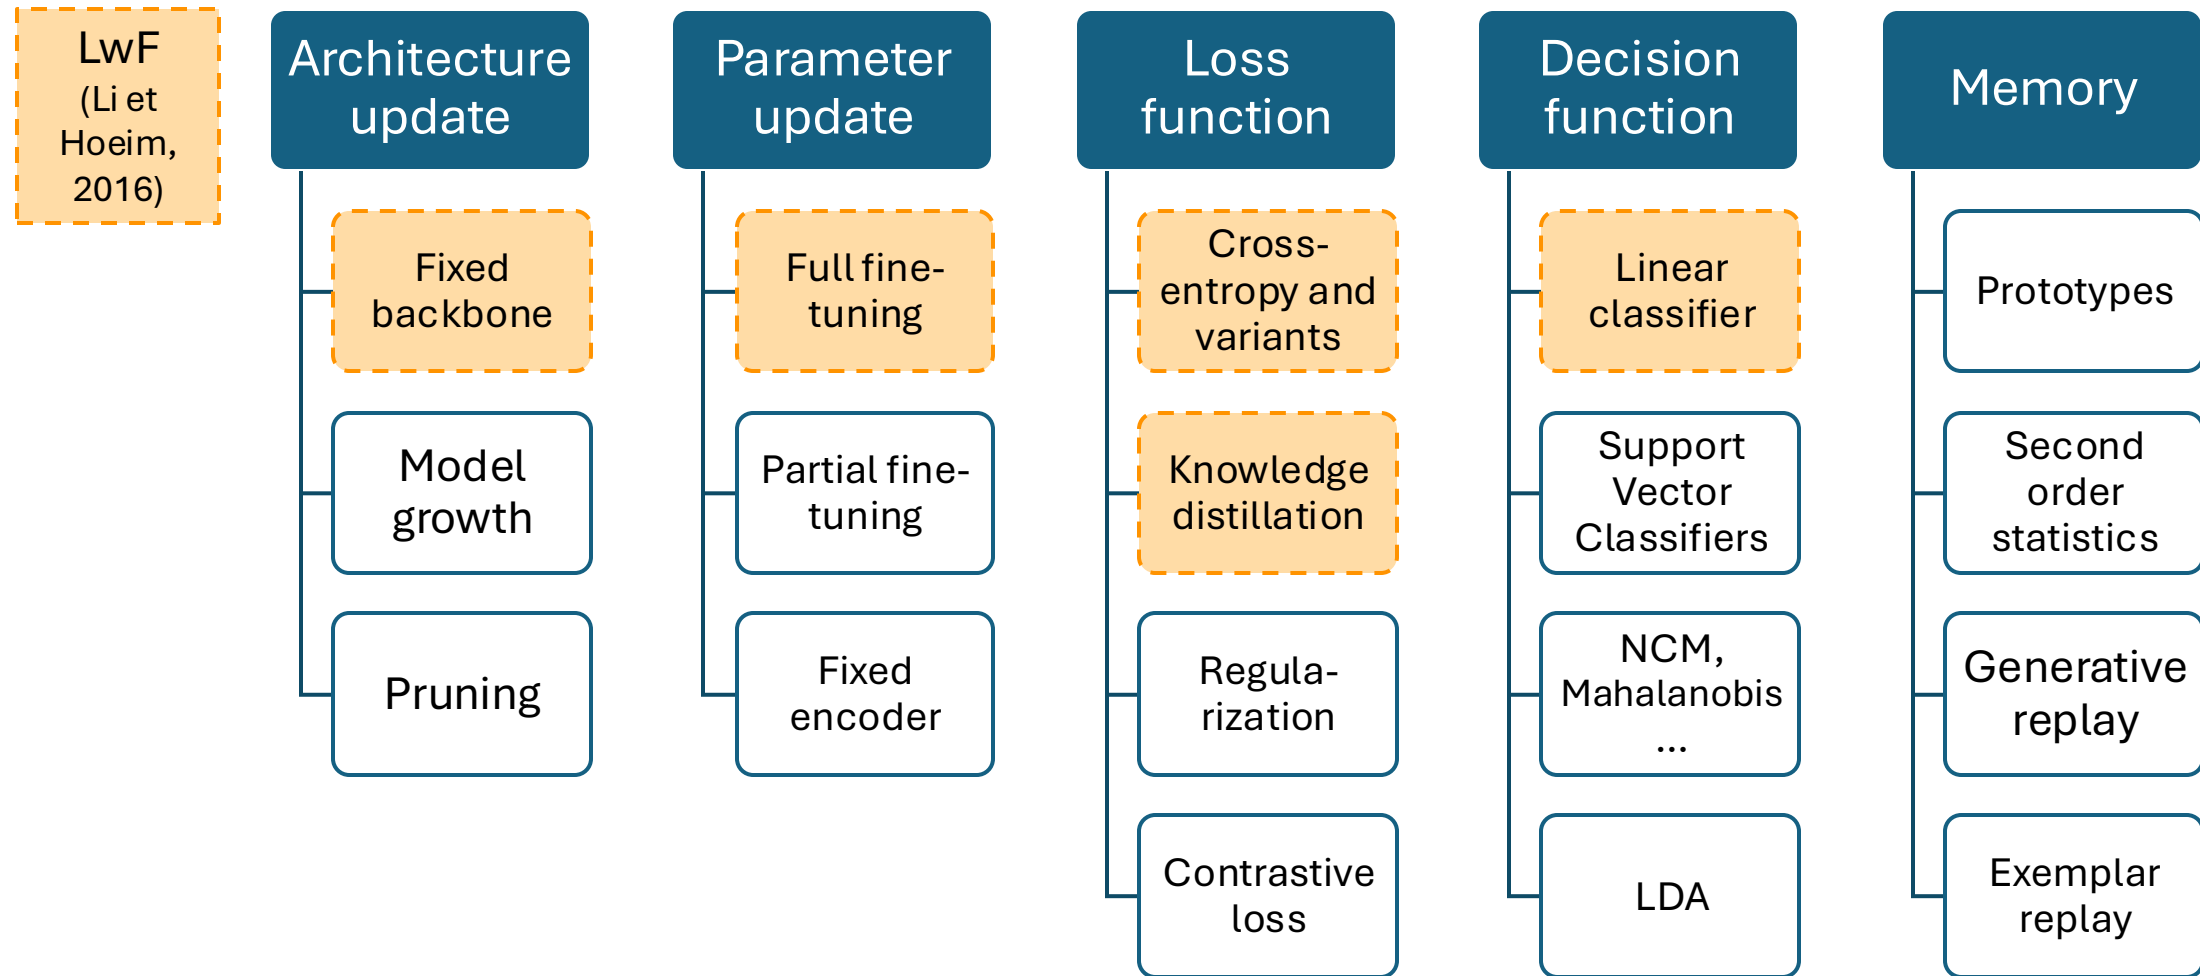 LwF
(Li et
Hoeim,
2016)
Architecture
update
Fixed
backbone
Model
growth
Pruning
Parameter
update
Full fine-
tuning
Partial fine-
tuning
Fixed
encoder
Loss
function
Cross-
entropy and
variants
Knowledge
distillation
Regula-
rization
Contrastive
loss
Decision
function
Linear
classifier
Support
Vector
Classifiers
NCM,
Mahalanobis
...
LDA
Memory
Prototypes
Second
order
statistics
Generative
replay
Exemplar
replay